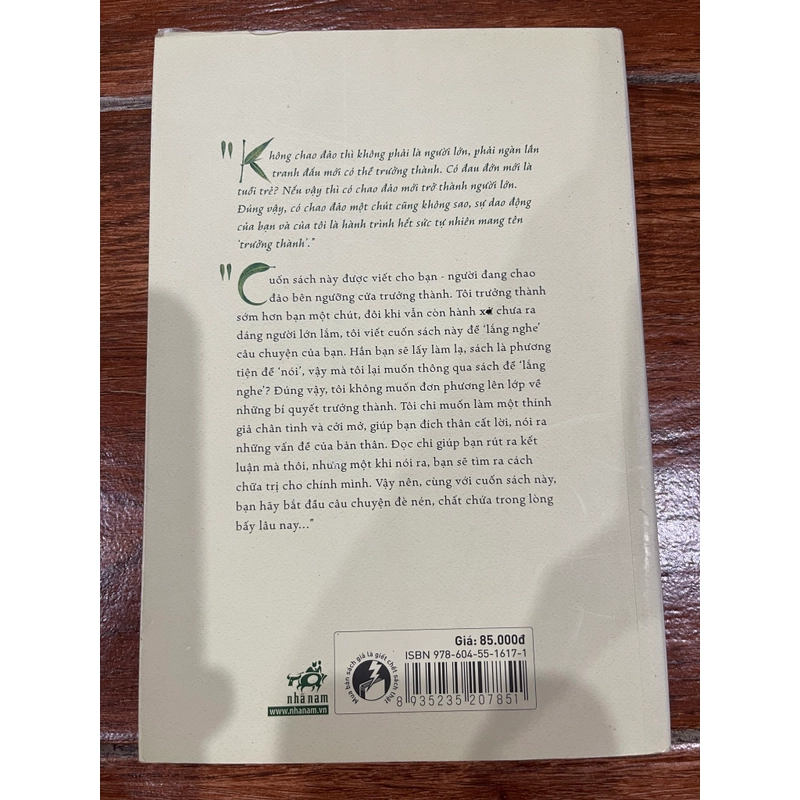 "Không chao đảo thì không phải là người lớn, phải ngàn lần
tranh đấu mới có thể trưởng thành. Có đau đớn mới là
tuổi trẻ? Nếu vậy thì có chao đảo mới trở thành người lớn.
Đúng vậy, có chao đảo một chút cũng không sao, sự dao động
của bạn và của tôi là hành trình hết sức tự nhiên mang tên
'trưởng thành'."
"Cuốn sách này được viết cho bạn - người đang chao
đảo bên ngưỡng cửa trưởng thành. Tôi trưởng thành
sớm hơn bạn một chút, đôi khi vẫn còn hành xử chưa ra
dáng người lớn lắm, tôi viết cuốn sách này để 'lắng nghe'
câu chuyện của bạn. Hẳn bạn sẽ lấy làm lạ, sách là phương
tiện để 'nói', vậy mà tôi lại muốn thông qua sách để 'lắng
nghe'? Đúng vậy, tôi không muốn đơn phương lên lớp về
những bí quyết trưởng thành. Tôi chỉ muốn làm một thính
giả chân tình và cởi mở, giúp bạn đích thân cất lời, nói ra
những vấn đề của bản thân. Đọc chỉ giúp bạn rút ra kết
luận mà thôi, nhưng một khi nói ra, bạn sẽ tìm ra cách
chữa trị cho chính mình. Vậy nên, cùng với cuốn sách này,
bạn hãy bắt đầu câu chuyện đè nén, chất chứa trong lòng
bấy lâu nay..."
Giá: 85.000đ
ISBN 978-604-55-1617-1
Mua bán sách giả là giết chết sách thật
8 935235 207851
nhã nam
www.nhanam.vn